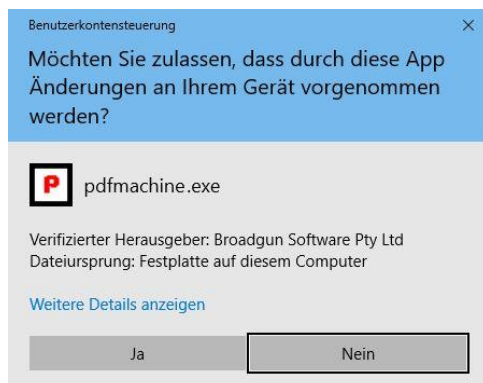 Benutzerkontensteuerung
Möchten Sie zulassen, dass durch diese App
Änderungen an Ihrem Gerät vorgenommen
werden?
P
pdfmachine.exe
Verifizierter Herausgeber: Broadgun Software Pty Ltd
Dateiursprung: Festplatte auf diesem Computer
Weitere Details anzeigen
Ja
Nein